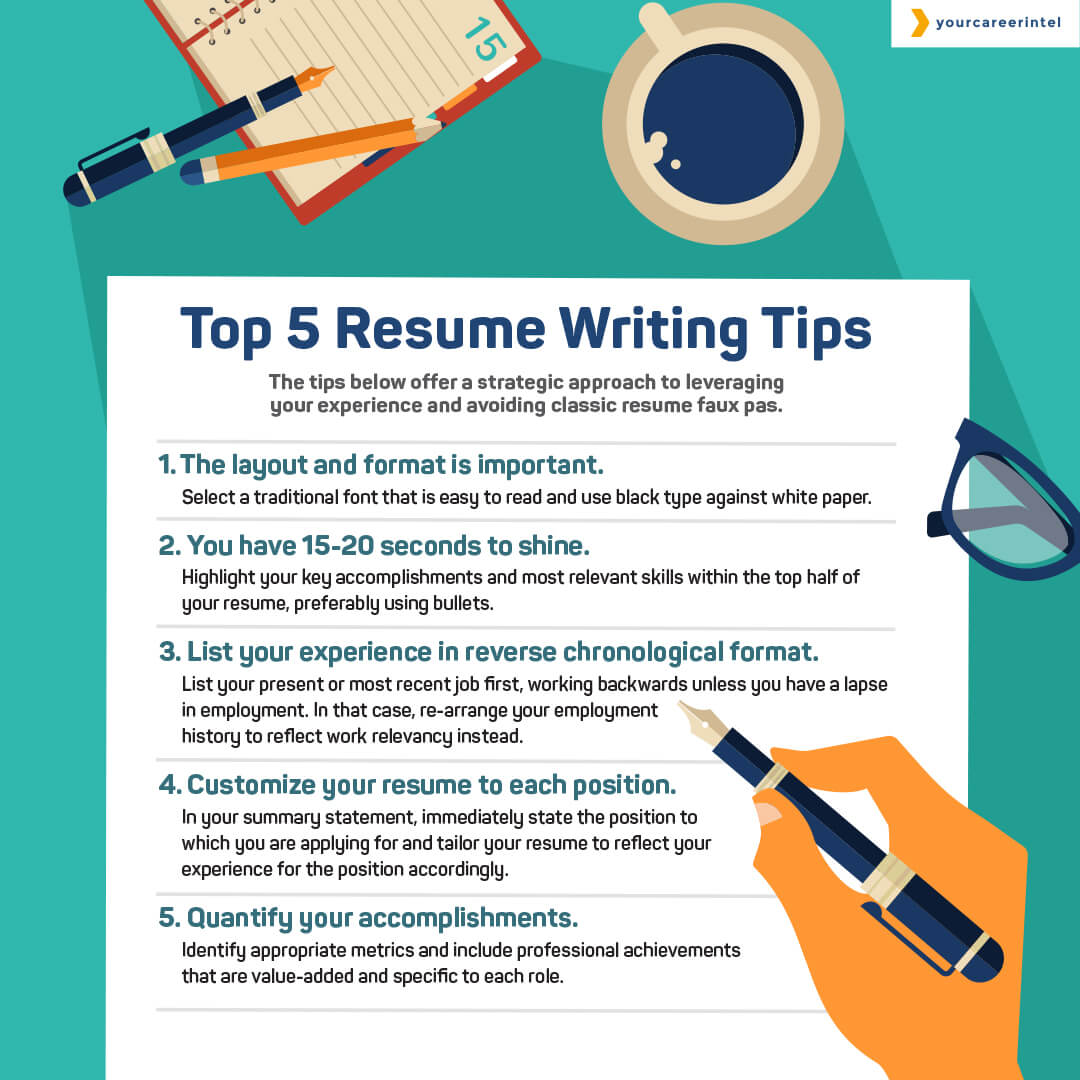 15
yourcareerintel
Top 5 Resume Writing Tips
The tips below offer a strategic approach to leveraging
your experience and avoiding classic resume faux pas.
1. The layout and format is important.
Select a traditional font that is easy to read and use black type against white paper.
2. You have 15-20 seconds to shine.
Highlight your key accomplishments and most relevant skills within the top half of
your resume, preferably using bullets.
3. List your experience in reverse chronological format.
List your present or most recent job first, working backwards unless you have a lapse
in employment. In that case, re-arrange your employment
history to reflect work relevancy instead.
4. Customize your resume to each position.
In your summary statement, immediately state the position to
which you are applying for and tailor your resume to reflect your
experience for the position accordingly.
5. Quantify your accomplishments.
Identify appropriate metrics and include professional achievements
that are value-added and specific to each role.